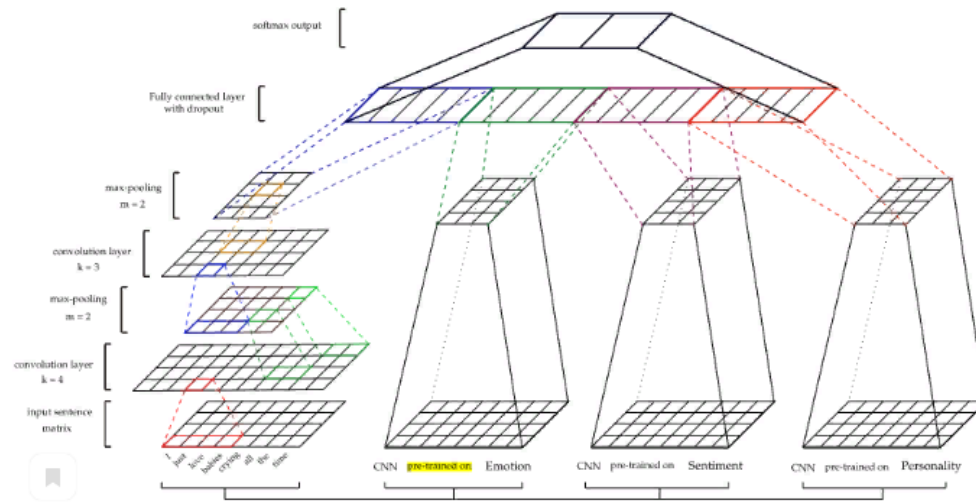 softmax output
Fully connected layer
with dropout
max-pooling
m = 2
convolution layer
k = 3
max-pooling
m = 2
convolution layer
k = 4
input sentence
matrix
I
just
love
babies
crying
all
the
time
CNN pre-trained on Emotion
CNN pre-trained on Sentiment
CNN pre-trained on Personality